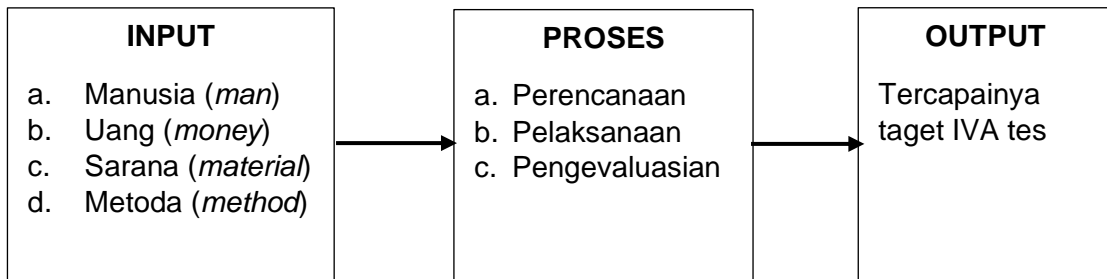 INPUT
a. Manusia (man)
b. Uang (money)
c. Sarana (material)
d. Metoda (method)
PROSES
a. Perencanaan
b. Pelaksanaan
c. Pengevaluasian
OUTPUT
Tercapainya
taget IVA tes